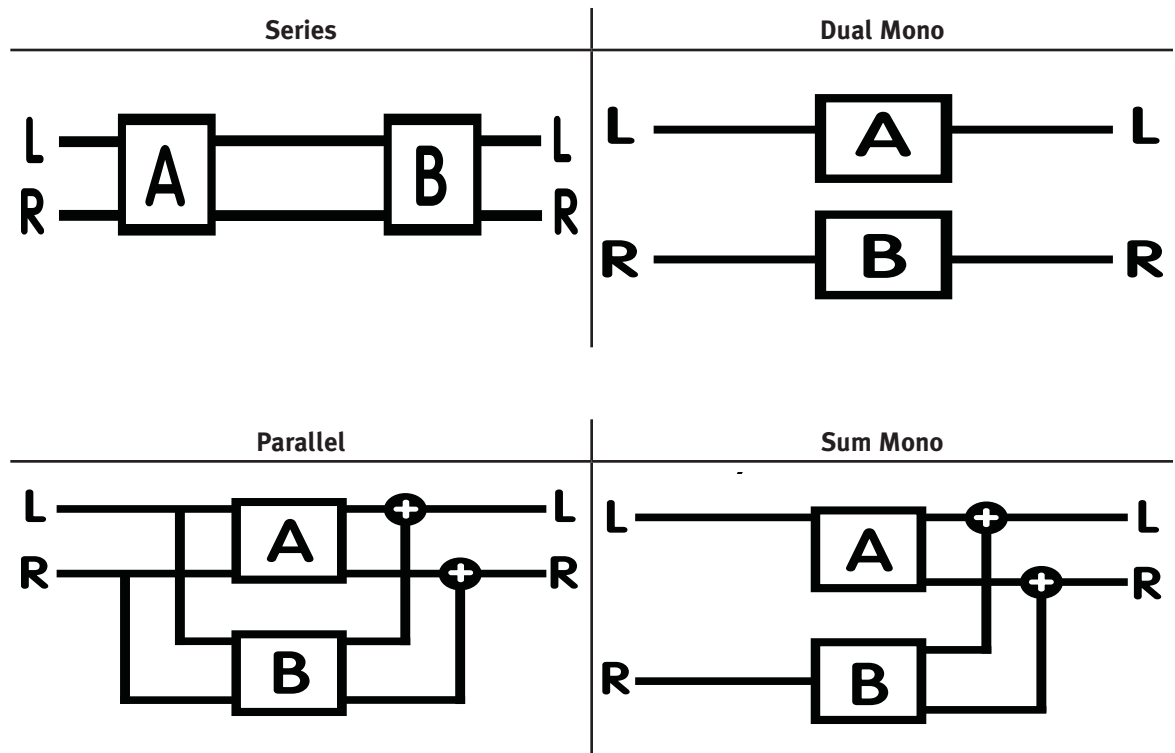 Series
L A B L
R R
Dual Mono
L A L
R B R
Parallel
L A + L
R + R
B
Sum Mono
L A + L
+ R
R B